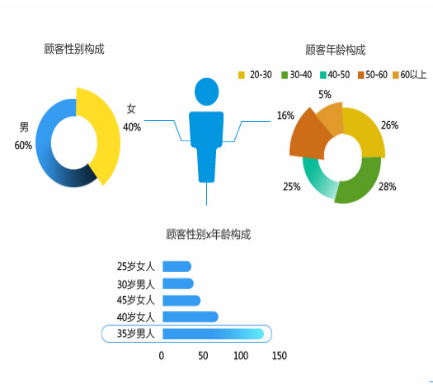 顾客性别构成
女
40%
男
60%
顾客年龄构成
20-30 30-40 40-50 50-60 60以上
5%
16%
26%
25%
28%
顾客性别x年龄构成
25岁女人
30岁男人
45岁女人
40岁女人
35岁男人
0 50 100 150